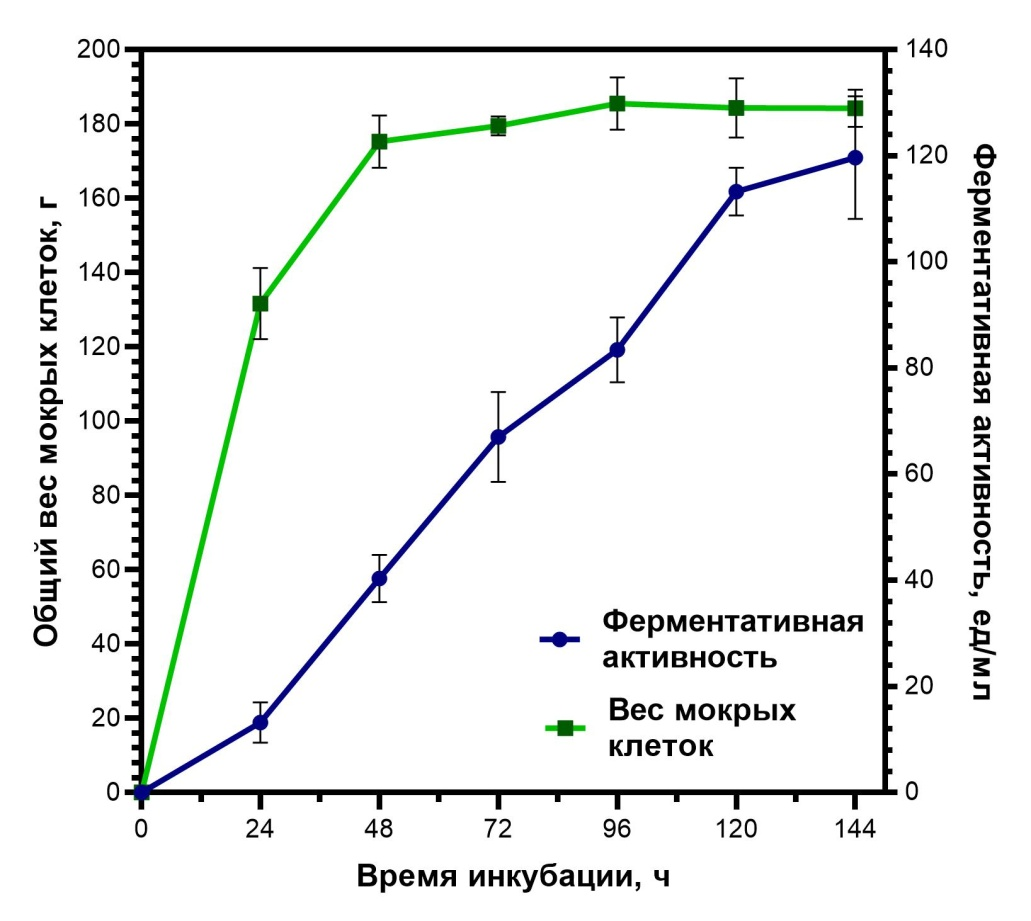 200
180
160
140
120
100
80
60
40
20
0
Общий вес мокрых клеток, г
140
120
100
80
60
40
20
0
Ферментативная активность, ед/мл
Ферментативная
активность
Вес мокрых
клеток
0 24 48 72 96 120 144
Время инкубации, ч